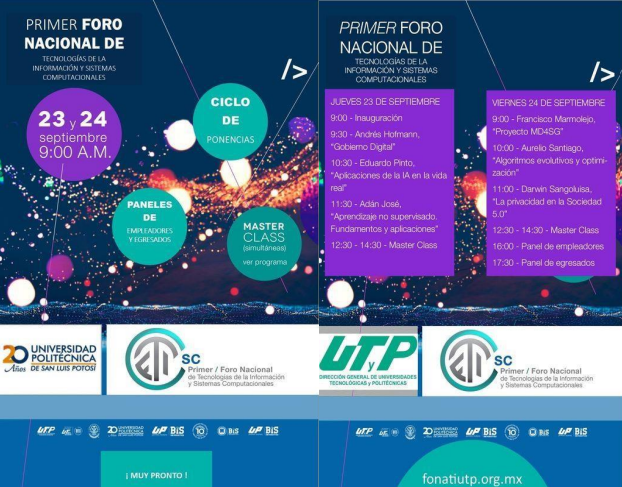 PRIMER FORO
NACIONAL DE
TECNOLOGÍAS DE LA
INFORMACIÓN Y SISTEMAS
COMPUTACIONALES
/>
23 y 24
septiembre
9:00 A.M.
CICLO
DE
PONENCIAS
PANELES
DE
EMPLEADORES
Y EGRESADOS
MASTER
CLASS
(simultáneas)
ver programa
20 Años
UNIVERSIDAD
POLITÉCNICA
DE SAN LUIS POTOSÍ
SC
Primer / Foro Nacional
de Tecnologías de la Información
y Sistemas Computacionales
UTP
20 UNIVERSIDAD POLITÉCNICA
UP BIS
10
BIS
UP BIS
¡ MUY PRONTO !
PRIMER FORO
NACIONAL DE
TECNOLOGÍAS DE LA
INFORMACIÓN Y SISTEMAS
COMPUTACIONALES
/>
JUEVES 23 DE SEPTIEMBRE
9:00 - Inauguración
9:30 - Andrés Hofmann,
“Gobierno Digital”
10:30 - Eduardo Pinto,
“Aplicaciones de la IA en la vida
real”
11:30 - Adán José,
“Aprendizaje no supervisado.
Fundamentos y aplicaciones”
12:30 - 14:30 - Master Class
VIERNES 24 DE SEPTIEMBRE
9:00 - Francisco Marmolejo,
“Proyecto MD4SG”
10:00 - Aurelio Santiago,
“Algoritmos evolutivos y optimi-
zación”
11:00 - Darwin Sangoluisa,
“La privacidad en la Sociedad
5.0”
12:30 - 14:30 - Master Class
16:00 - Panel de empleadores
17:30 - Panel de egresados
UTyP
DIRECCIÓN GENERAL DE UNIVERSIDADES
TECNOLÓGICAS y POLITÉCNICAS
SC
Primer / Foro Nacional
de Tecnologías de la Información
y Sistemas Computacionales
UTP
20 UNIVERSIDAD POLITÉCNICA
UP BIS
10
BIS
UP BIS
fonatiutp.org.mx